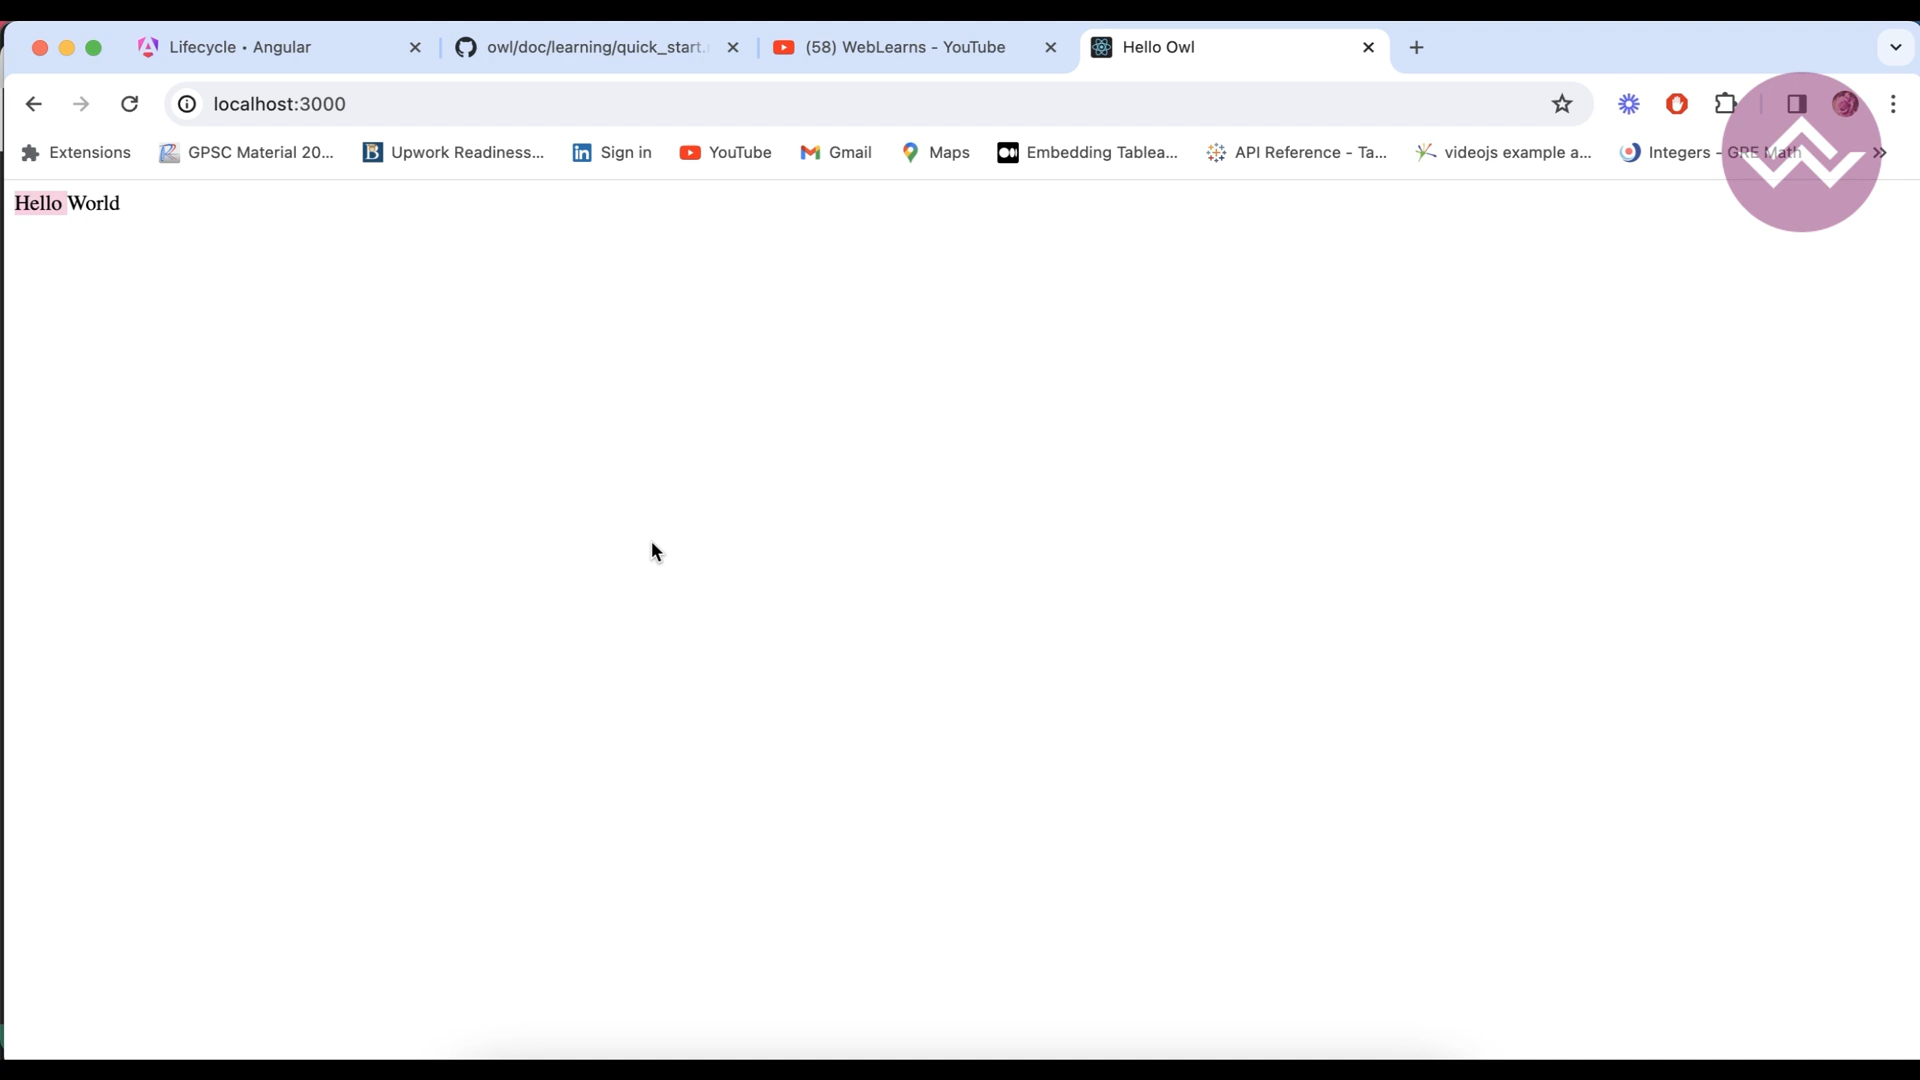 Lifecycle • Angular
owl/doc/learning/quick_start.
(58) WebLearns - YouTube
Hello Owl
localhost:3000
Extensions
GPSC Material 20...
Upwork Readiness...
Sign in
YouTube
Gmail
Maps
Embedding Tablea...
API Reference - Ta...
videojs example a...
Integers - GRE Math
Hello World